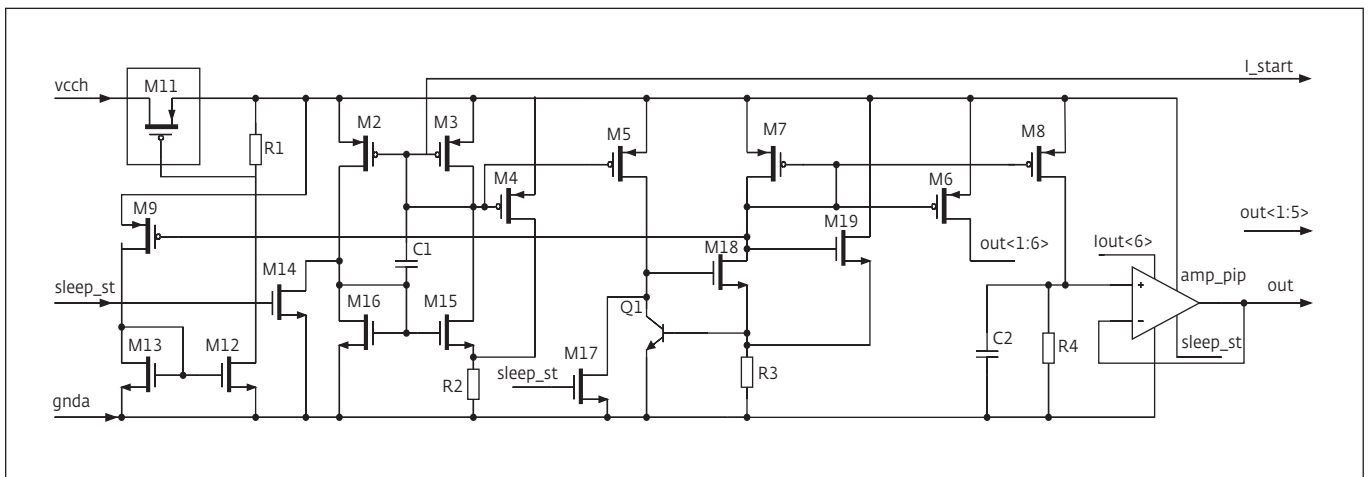 I_start
vcch
M11
M2
M3
M5
M7
M8
R1
M4
M6
M9
M19
out<1:5>
C1
M18
out<1:6>
Iout<6>
M14
amp_pip
sleep_st
out
M16
M15
Q1
+
−
M13
M12
M17
C2
R4
sleep_st
R2
sleep_st
R3
gnda